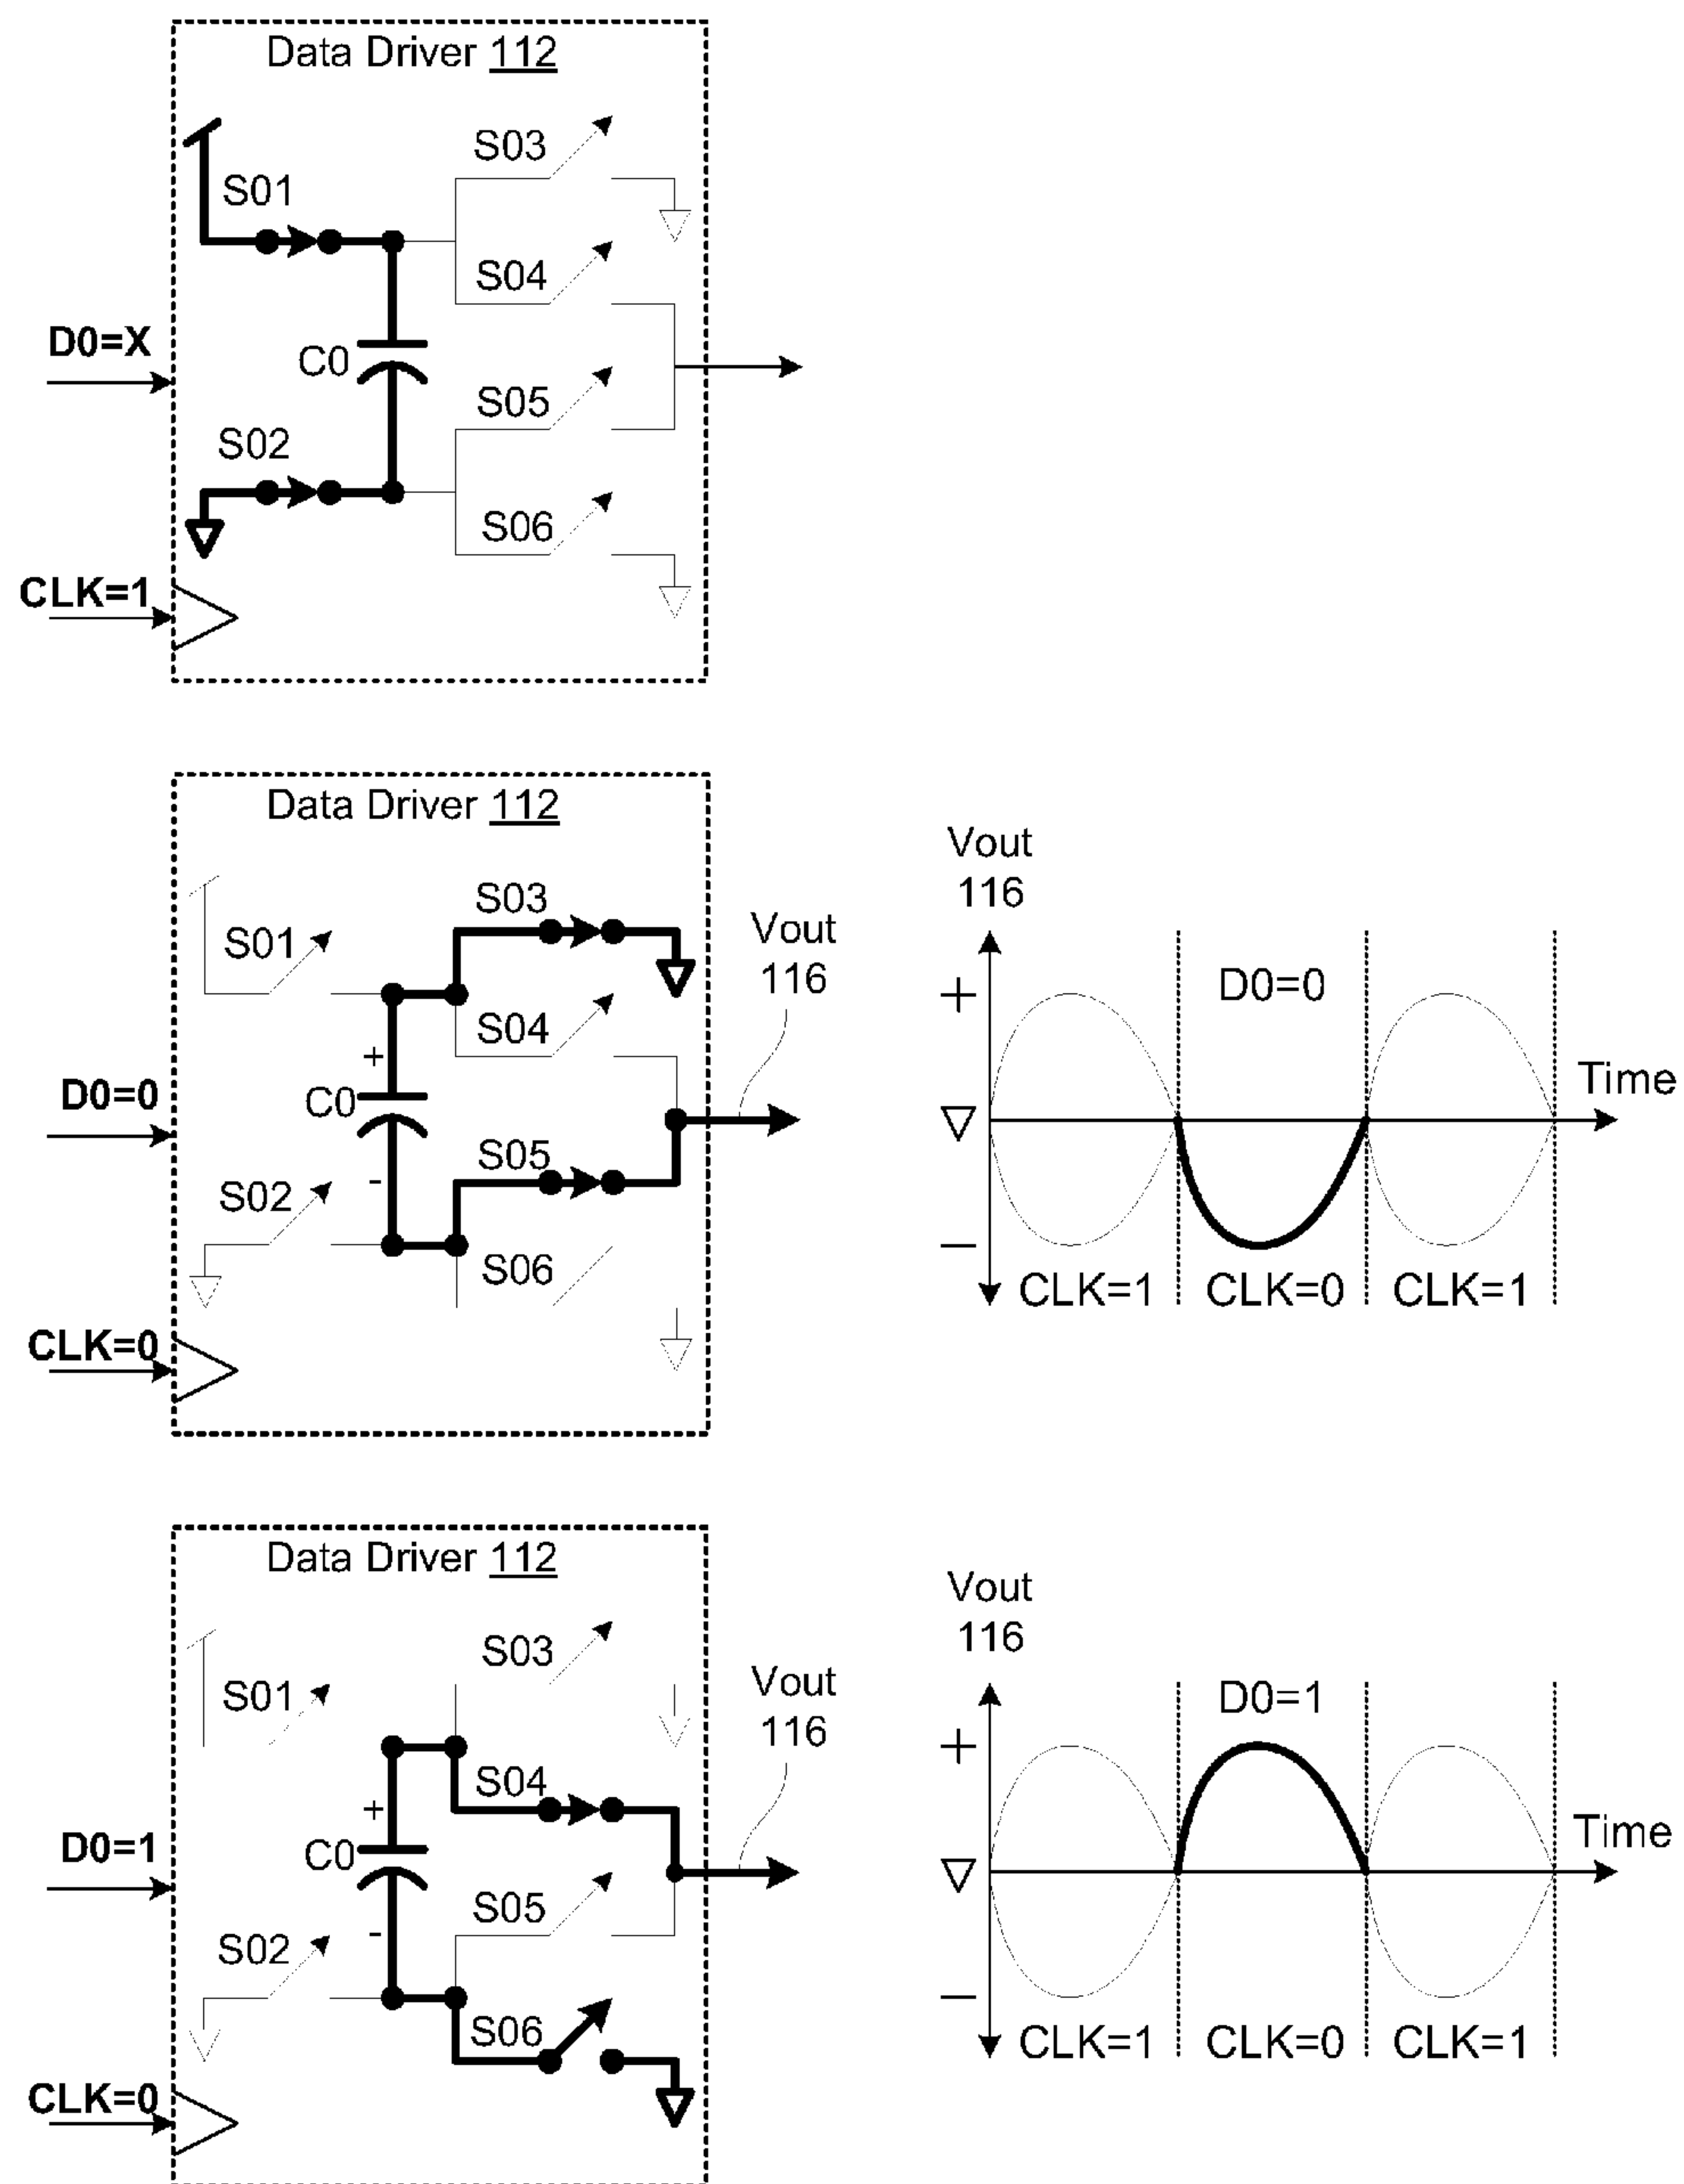 Data Driver 112
S03
S01
S04
D0=X
C0
S05
S02
S06
CLK=1
Data Driver 112
S03
S01
Vout
116
S04
+
D0=0
C0
S05
-
S02
S06
CLK=0
Vout
116
+
D0=0
Time
–
CLK=1 CLK=0 CLK=1
Data Driver 112
S03
S01
Vout
116
S04
+
D0=1
C0
S05
-
S02
S06
CLK=0
Vout
116
D0=1
+
Time
–
CLK=1 CLK=0 CLK=1